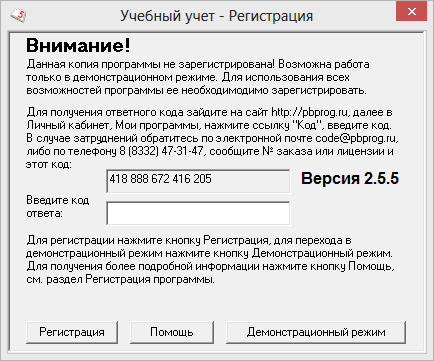 Учебный учет - Регистрация
Внимание!
Данная копия программы не зарегистрирована! Возможна работа
только в демонстрационном режиме. Для использования всех
возможностей программы ее необходимодимо зарегистрировать.
Для получения ответного кода зайдите на сайт http://pbprog.ru, далее в
Личный кабинет, Мои программы, нажмите ссылку "Код", введите код.
В случае затруднений обратитесь по электронной почте code@pbprog.ru,
либо по телефону 8 (8332) 47-31-47, сообщите № заказа или лицензии и
этот код:
418 888 672 416 205
Версия 2.5.5
Введите код
ответа:
Для регистрации нажмите кнопку Регистрация, для перехода в
демонстрационный режим нажмите кнопку Демонстрационный режим.
Для получения более подробной информации нажмите кнопку Помощь,
см. раздел Регистрация программы.
Регистрация
Помощь
Демонстрационный режим